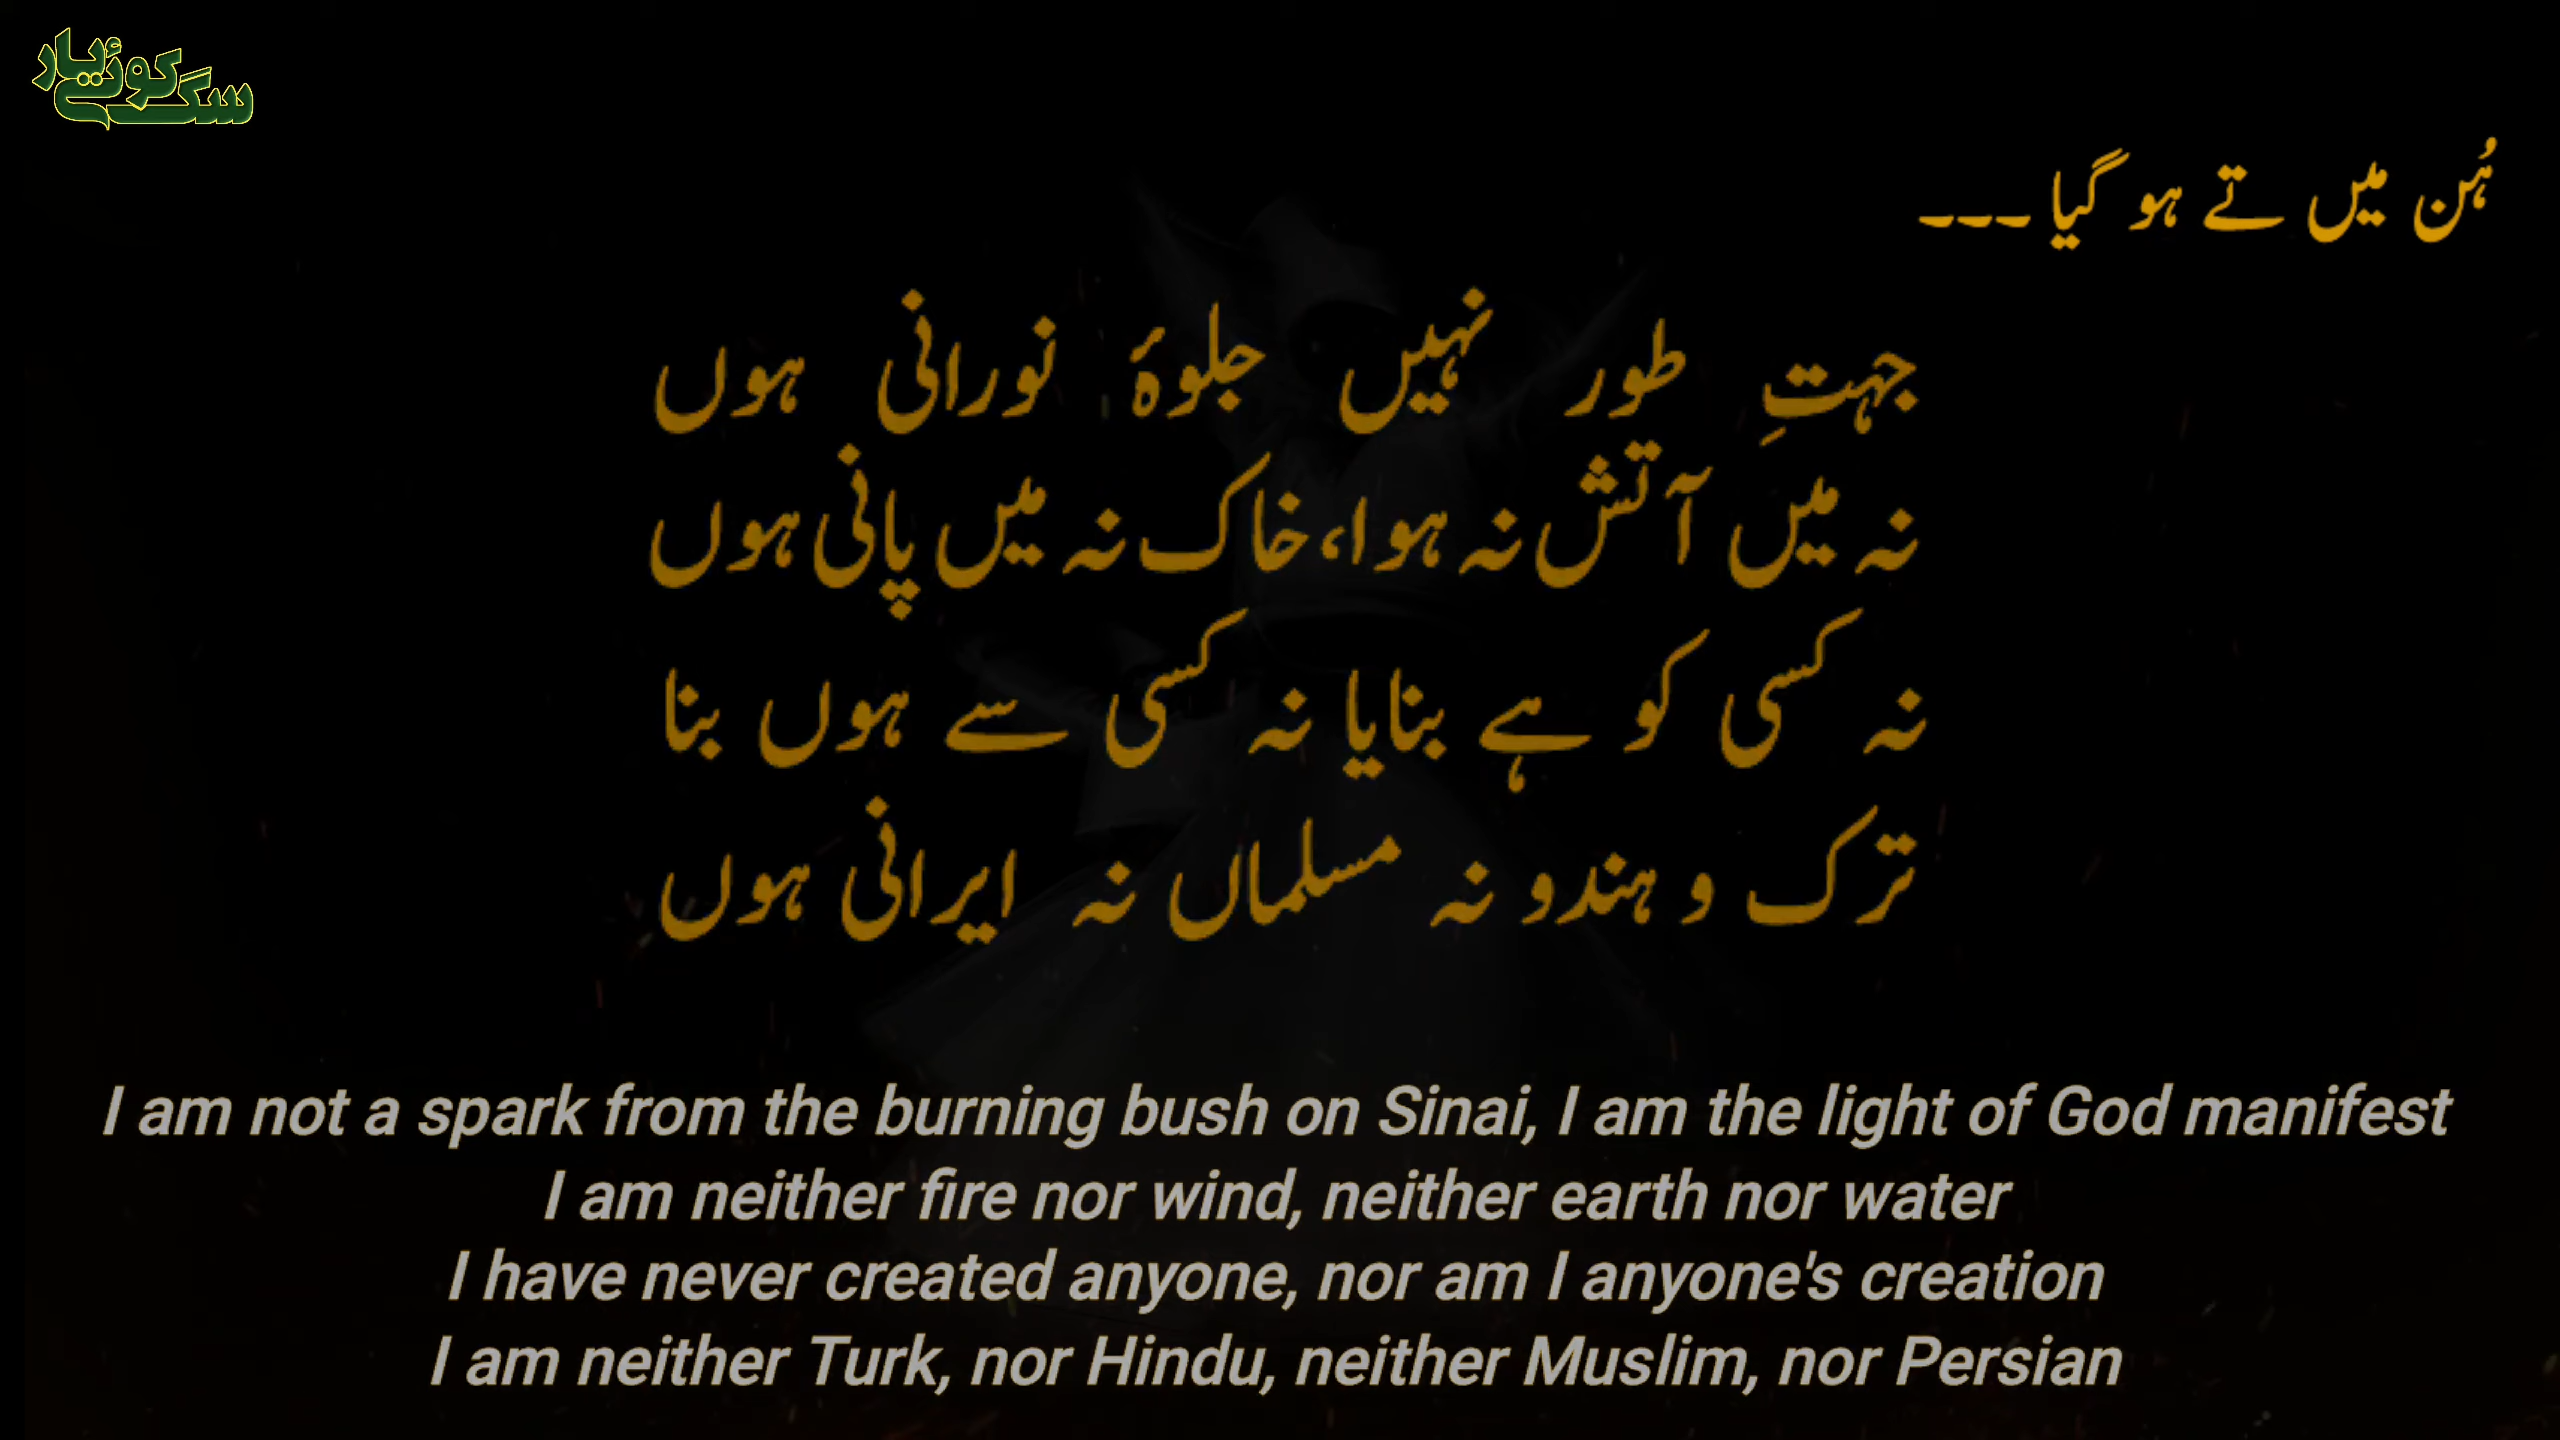 سگ کوئے یار
ہُن میں تے ہو گیا ---
جہتِ طور نہیں جلوۂ نورانی ہوں
نہ میں آتش نہ ہوا، خاک نہ میں پانی ہوں
نہ کسی کو ہے بنایا نہ کسی سے ہوں بنا
ترک و ہندو نہ مسلماں نہ ایرانی ہوں
I am not a spark from the burning bush on Sinai, I am the light of God manifest
I am neither fire nor wind, neither earth nor water
I have never created anyone, nor am I anyone's creation
I am neither Turk, nor Hindu, neither Muslim, nor Persian